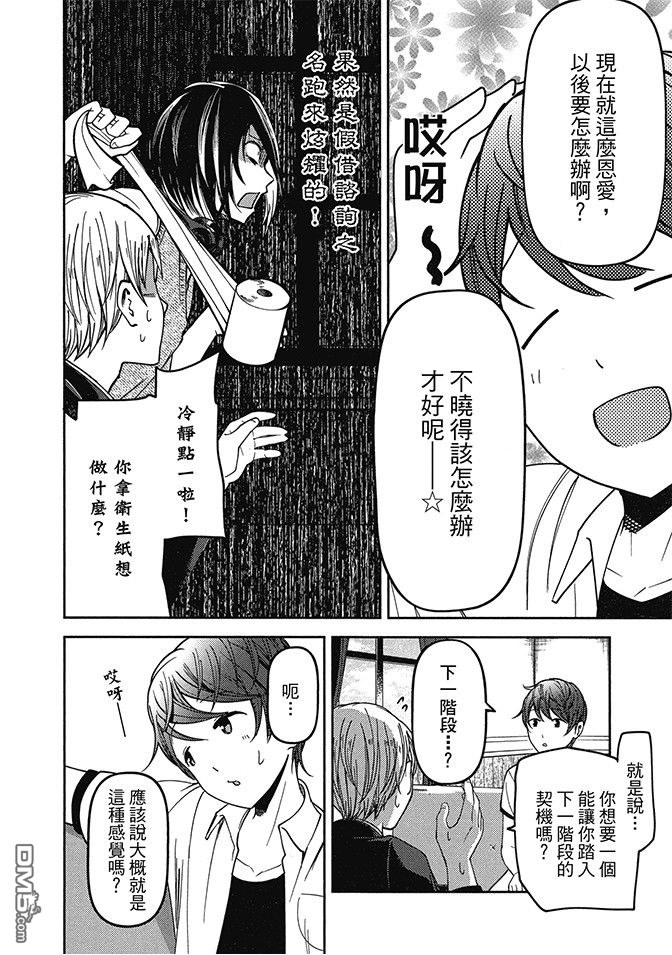 現在就這麼恩愛，
以後要怎麼辦啊？
哎呀
不曉得該怎麼辦
才好呢——☆
果然是假借諮詢之
名跑來炫耀的！
冷靜點一啦！
你拿衛生紙想
做什麼？
就是說…
你想要一個
能讓你踏入
下一階段的
契機嗎？
下一階段…？
呃…
哎呀——
應該說大概就是
這種感覺嗎？
DM5.com